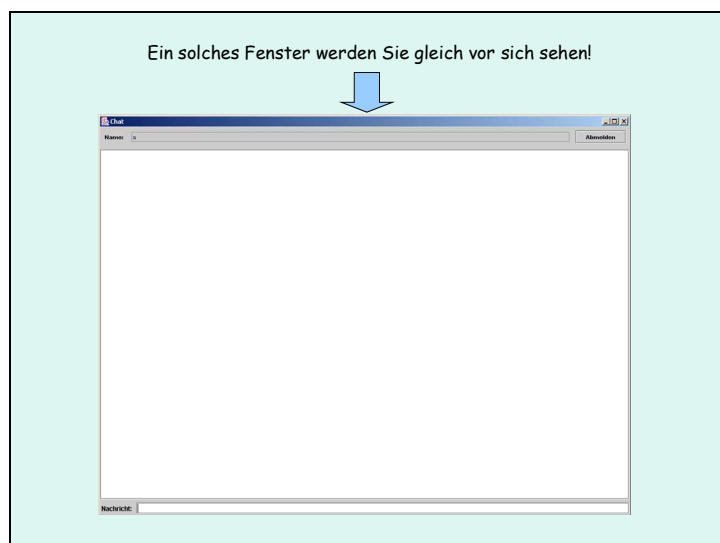 Ein solches Fenster werden Sie gleich vor sich sehen!
Chat
Name: s
Abmelden
Nachricht: